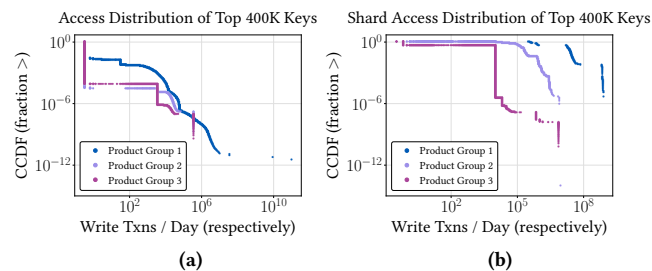 Access Distribution of Top 400K Keys
CCDF (fraction >)
10^0
10^−6
10^−12
Product Group 1
Product Group 2
Product Group 3
10^2
10^6
10^10
Write Txns / Day (respectively)
(a)
Shard Access Distribution of Top 400K Keys
CCDF (fraction >)
10^0
10^−6
10^−12
Product Group 1
Product Group 2
Product Group 3
10^2
10^5
10^8
Write Txns / Day (respectively)
(b)